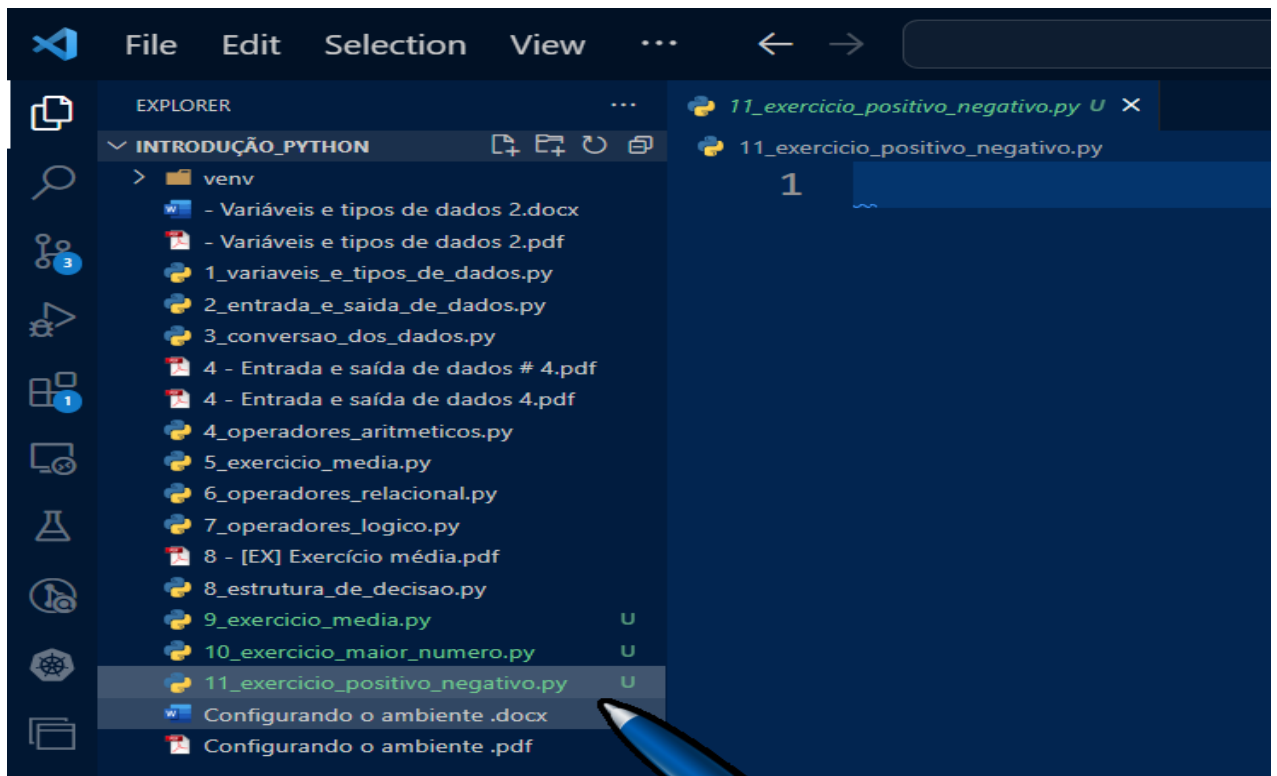 File Edit Selection View ...
EXPLORER ...
INTRODUÇÃO_PYTHON
venv
- Variáveis e tipos de dados 2.docx
- Variáveis e tipos de dados 2.pdf
1_variaveis_e_tipos_de_dados.py
2_entrada_e_saida_de_dados.py
3_conversao_dos_dados.py
4 - Entrada e saída de dados # 4.pdf
4 - Entrada e saída de dados 4.pdf
4_operadores_aritmeticos.py
5_exercicio_media.py
6_operadores_relacional.py
7_operadores_logico.py
8 - [EX] Exercício média.pdf
8_estrutura_de_decisao.py
9_exercicio_media.py U
10_exercicio_maior_numero.py U
11_exercicio_positivo_negativo.py U
Configurando o ambiente .docx
Configurando o ambiente .pdf
3
1
11_exercicio_positivo_negativo.py U
11_exercicio_positivo_negativo.py
1